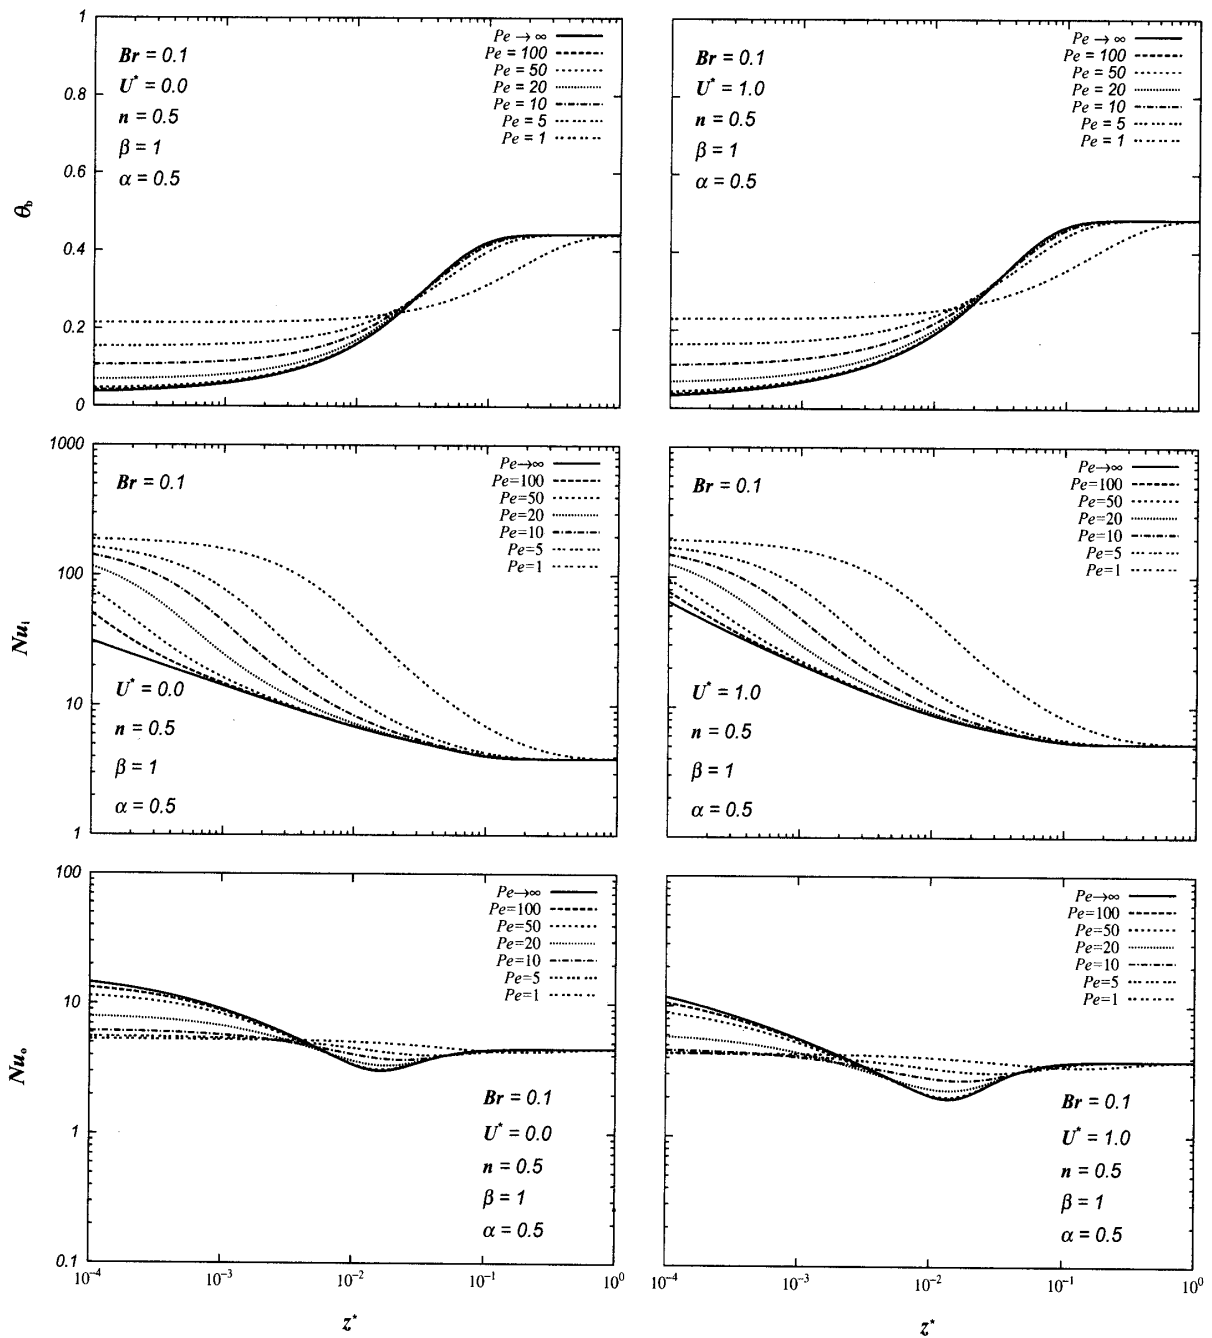 1
0.8
0.6
0.4
0.2
0
θb
Br = 0.1
U* = 0.0
n = 0.5
β = 1
α = 0.5
Pe → ∞
Pe = 100
Pe = 50
Pe = 20
Pe = 10
Pe = 5
Pe = 1
Br = 0.1
U* = 1.0
n = 0.5
β = 1
α = 0.5
Pe → ∞
Pe = 100
Pe = 50
Pe = 20
Pe = 10
Pe = 5
Pe = 1
1000
100
10
1
Nui
Br = 0.1
Pe→∞
Pe=100
Pe=50
Pe=20
Pe=10
Pe=5
Pe=1
U* = 0.0
n = 0.5
β = 1
α = 0.5
Br = 0.1
Pe→∞
Pe=100
Pe=50
Pe=20
Pe=10
Pe=5
Pe=1
U* = 1.0
n = 0.5
β = 1
α = 0.5
100
10
1
0.1
Nuo
Pe→∞
Pe=100
Pe=50
Pe=20
Pe=10
Pe=5
Pe=1
Br = 0.1
U* = 0.0
n = 0.5
β = 1
α = 0.5
10⁻⁴ 10⁻³ 10⁻² 10⁻¹ 10⁰
z*
Pe→∞
Pe=100
Pe=50
Pe=20
Pe=10
Pe=5
Pe=1
Br = 0.1
U* = 1.0
n = 0.5
β = 1
α = 0.5
10⁻⁴ 10⁻³ 10⁻² 10⁻¹ 10⁰
z*